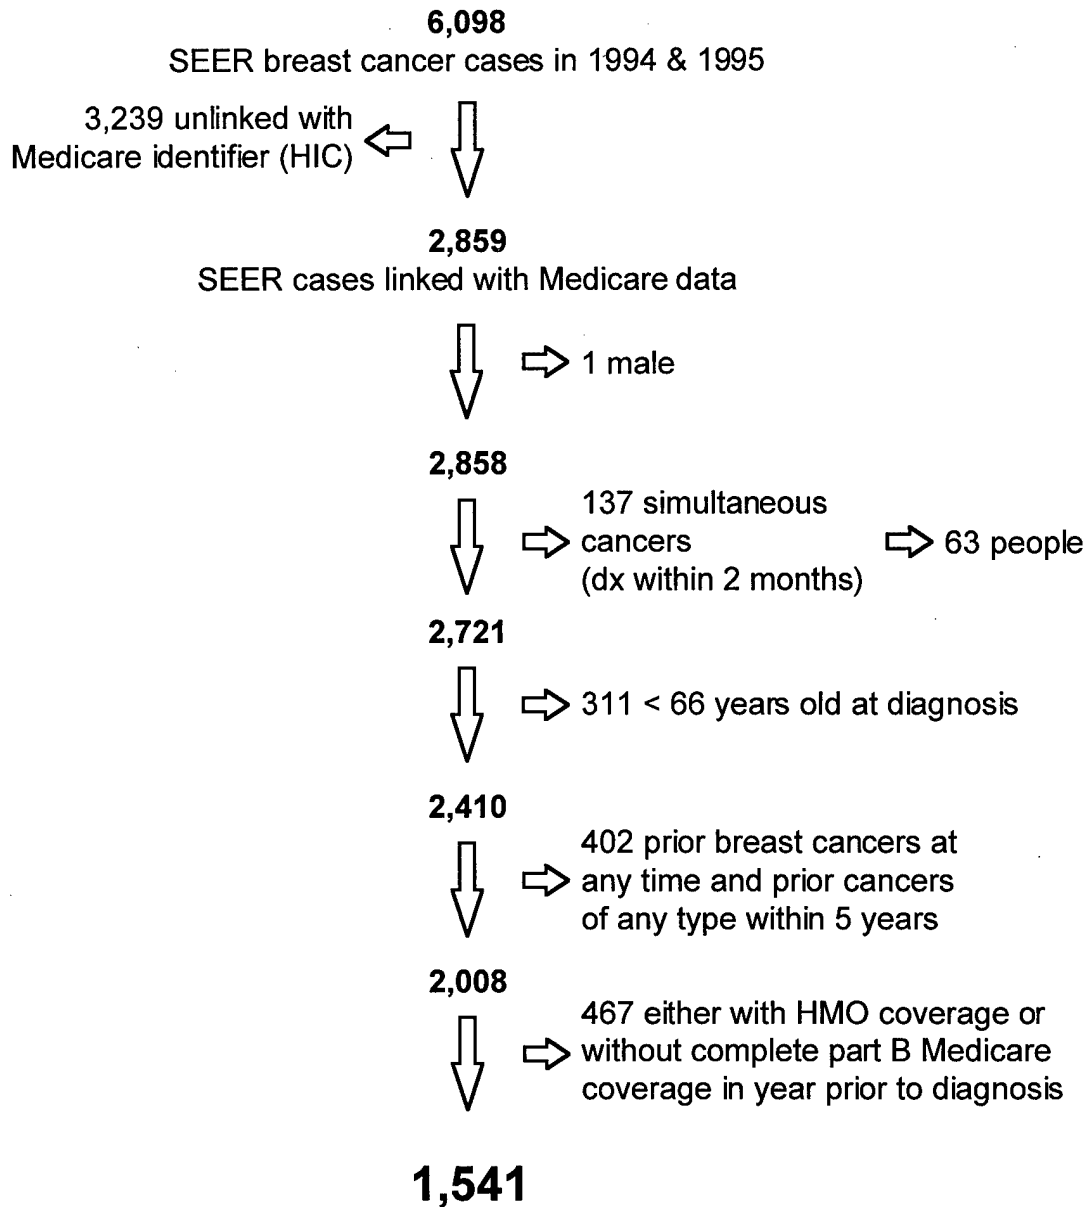 6,098
SEER breast cancer cases in 1994 & 1995
3,239 unlinked with
Medicare identifier (HIC)
2,859
SEER cases linked with Medicare data
1 male
2,858
137 simultaneous
cancers
(dx within 2 months)
63 people
2,721
311 < 66 years old at diagnosis
2,410
402 prior breast cancers at
any time and prior cancers
of any type within 5 years
2,008
467 either with HMO coverage or
without complete part B Medicare
coverage in year prior to diagnosis
1,541